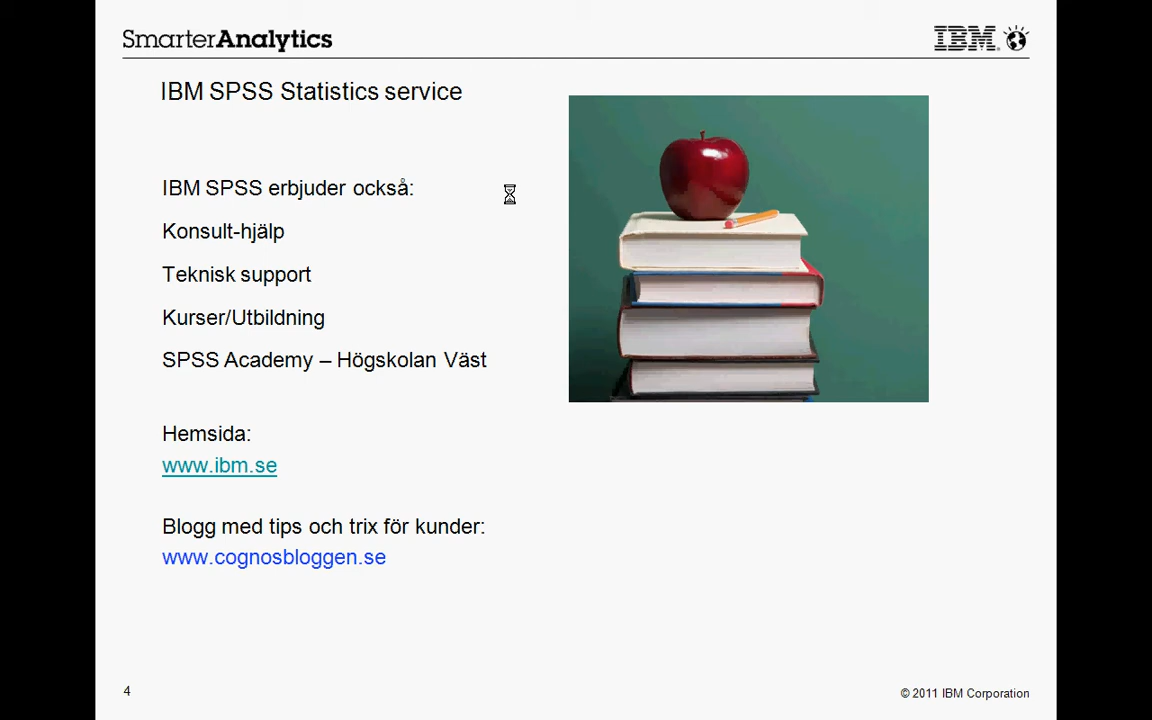 SmarterAnalytics
IBM
IBM SPSS Statistics service
IBM SPSS erbjuder också:
Konsult-hjälp
Teknisk support
Kurser/Utbildning
SPSS Academy – Högskolan Väst
Hemsida:
www.ibm.se
Blogg med tips och trix för kunder:
www.cognosbloggen.se
4
© 2011 IBM Corporation